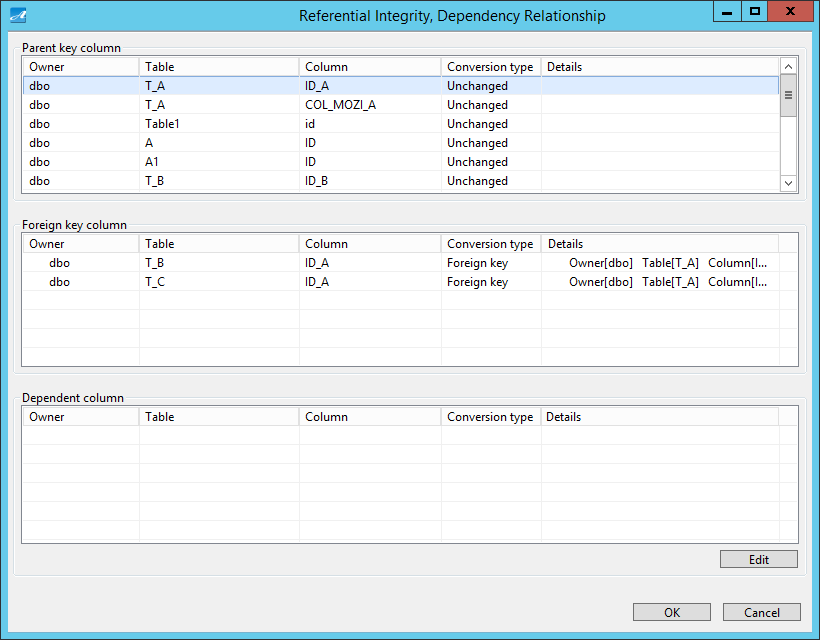 Referential Integrity, Dependency Relationship
Parent key column
Owner Table Column Conversion type Details
dbo T_A ID_A Unchanged
dbo T_A COL_MOZI_A Unchanged
dbo Table1 id Unchanged
dbo A ID Unchanged
dbo A1 ID Unchanged
dbo T_B ID_B Unchanged
Foreign key column
Owner Table Column Conversion type Details
dbo T_B ID_A Foreign key Owner[dbo] Table[T_A] Column[I...
dbo T_C ID_A Foreign key Owner[dbo] Table[T_A] Column[I...
Dependent column
Owner Table Column Conversion type Details
Edit
OK Cancel